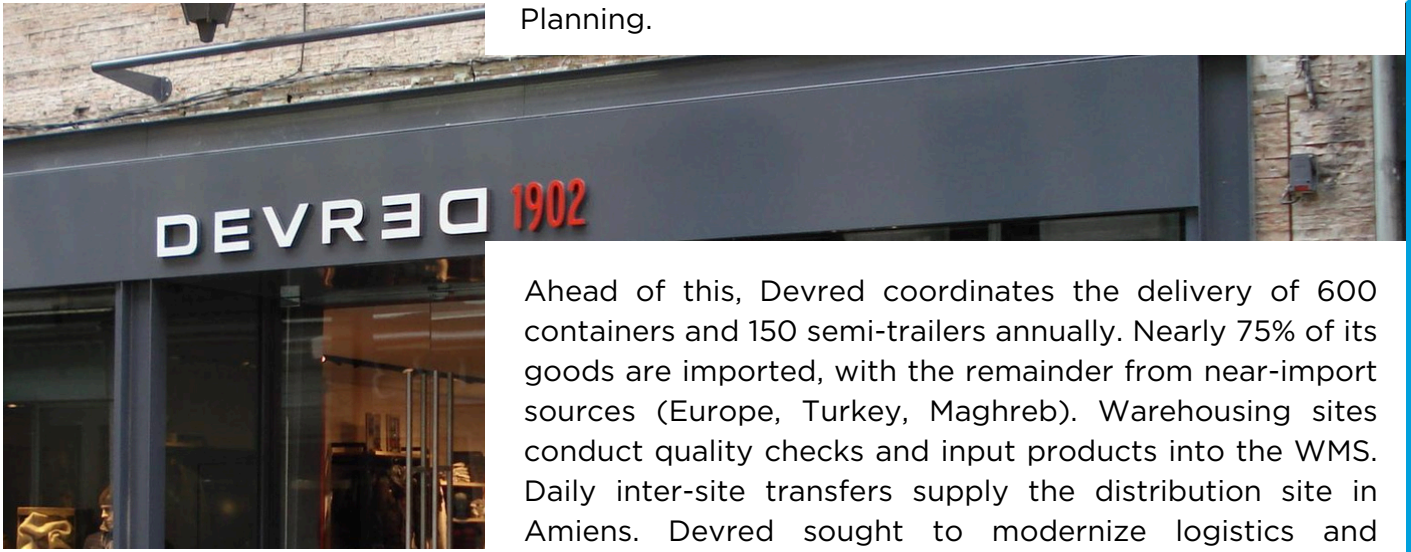 Planning.
DEVRED 1902
Ahead of this, Devred coordinates the delivery of 600
containers and 150 semi-trailers annually. Nearly 75% of its
goods are imported, with the remainder from near-import
sources (Europe, Turkey, Maghreb). Warehousing sites
conduct quality checks and input products into the WMS.
Daily inter-site transfers supply the distribution site in
Amiens. Devred sought to modernize logistics and